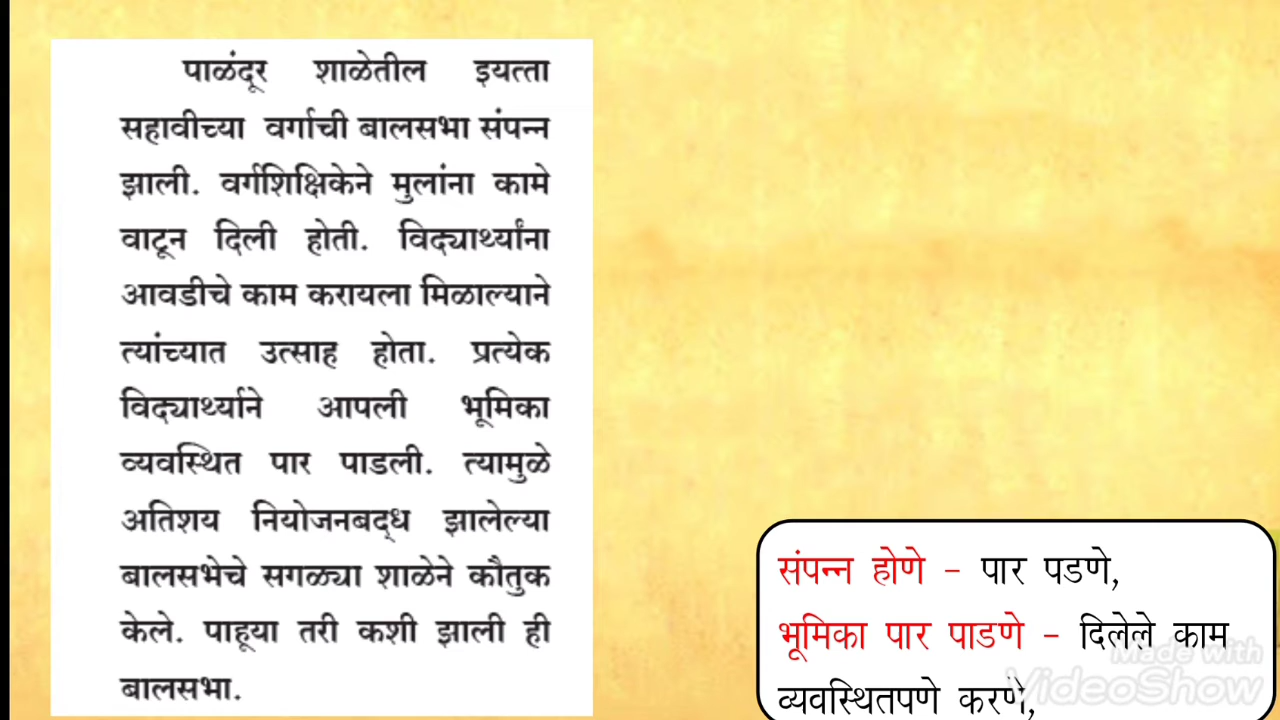 पाळंदूर शाळेतील इयत्ता
सहावीच्या वर्गाची बालसभा संपन्न
झाली. वर्गशिक्षिकेने मुलांना कामे
वाटून दिली होती. विद्यार्थ्यांना
आवडीचे काम करायला मिळाल्याने
त्यांच्यात उत्साह होता. प्रत्येक
विद्यार्थ्याने आपली भूमिका
व्यवस्थित पार पाडली. त्यामुळे
अतिशय नियोजनबद्ध झालेल्या
बालसभेचे सगळ्या शाळेने कौतुक
केले. पाहूया तरी कशी झाली ही
बालसभा.
संपन्न होणे - पार पडणे,
भूमिका पार पाडणे - दिलेले काम
व्यवस्थितपणे करणे,
Made with
VideoShow